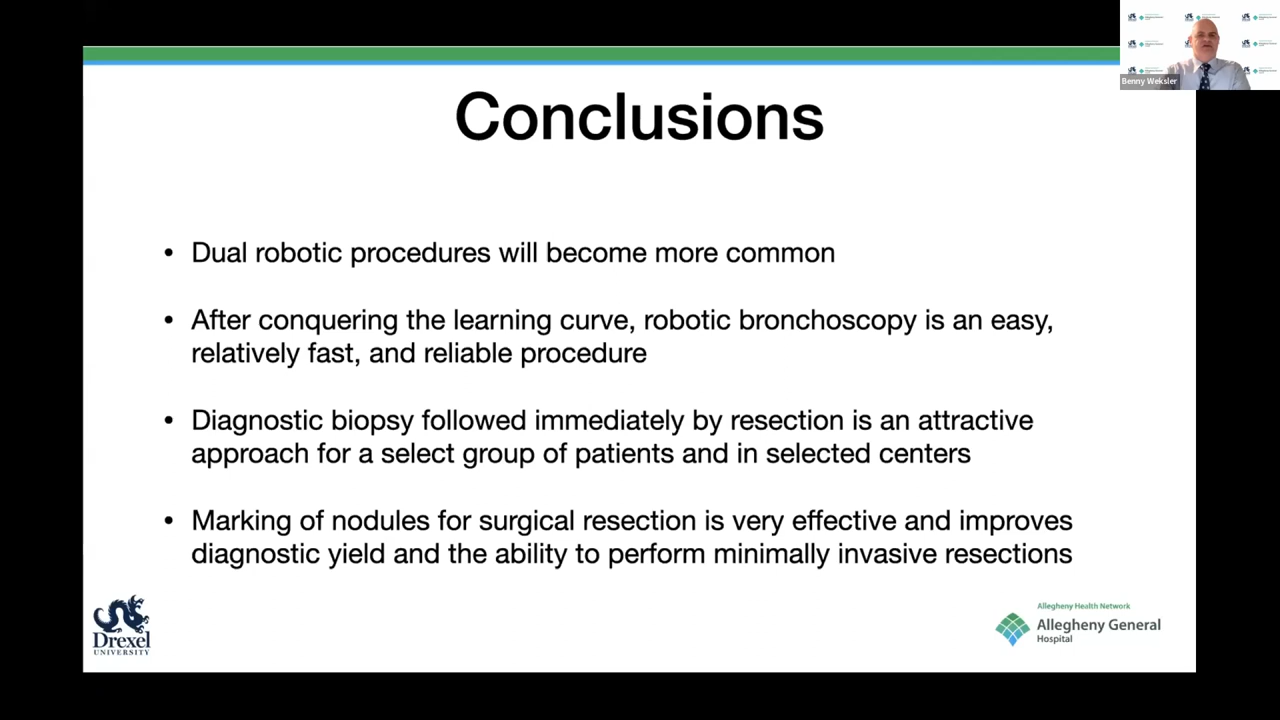 Benny Weksler
Conclusions
• Dual robotic procedures will become more common
• After conquering the learning curve, robotic bronchoscopy is an easy,
relatively fast, and reliable procedure
• Diagnostic biopsy followed immediately by resection is an attractive
approach for a select group of patients and in selected centers
• Marking of nodules for surgical resection is very effective and improves
diagnostic yield and the ability to perform minimally invasive resections
Drexel
UNIVERSITY
Allegheny Health Network
Allegheny General
Hospital